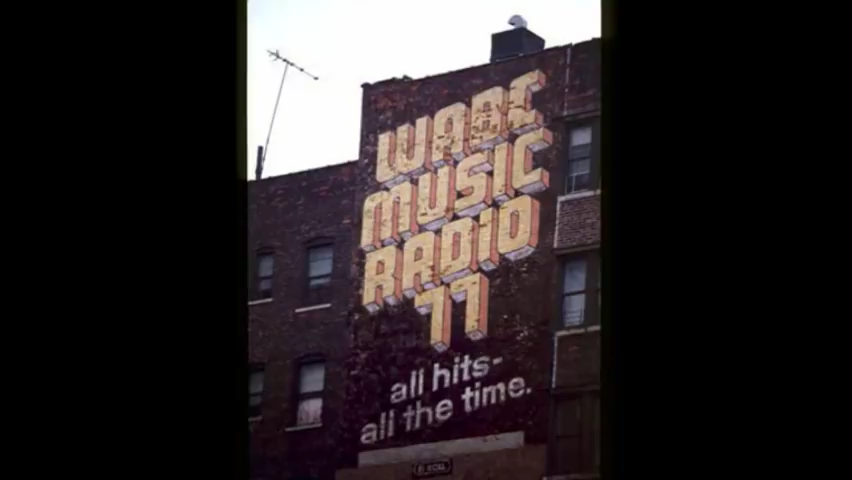 WABC
MUSIC
RADIO
77
all hits-
all the time.